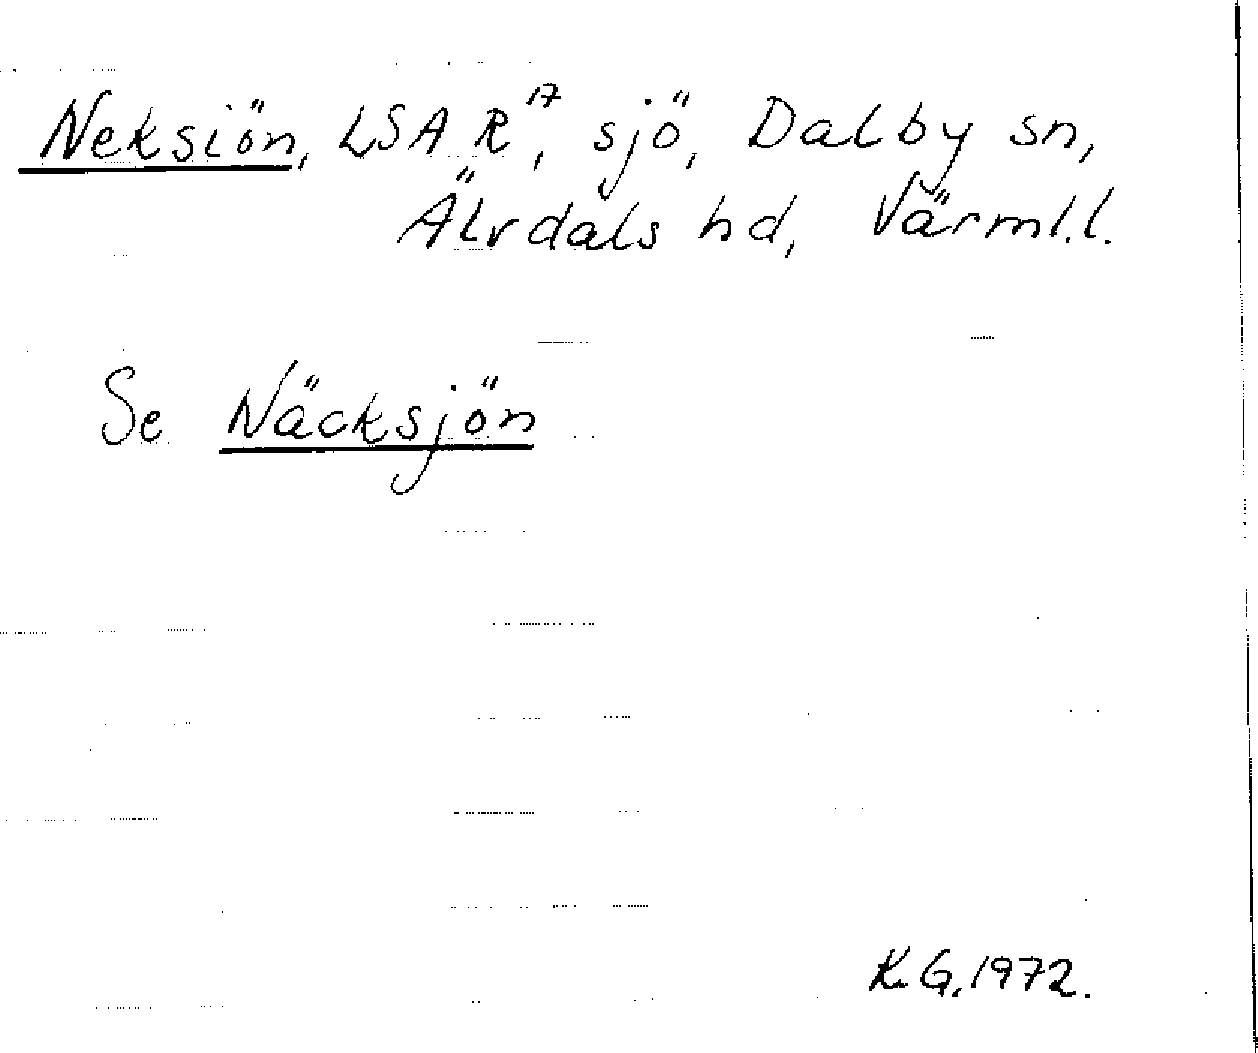 Neksiön, LSA R¹⁷, sjö, Dalby sn,
Älvdals hd, Värml.l.
Se Näcksjön
K.G.1972.